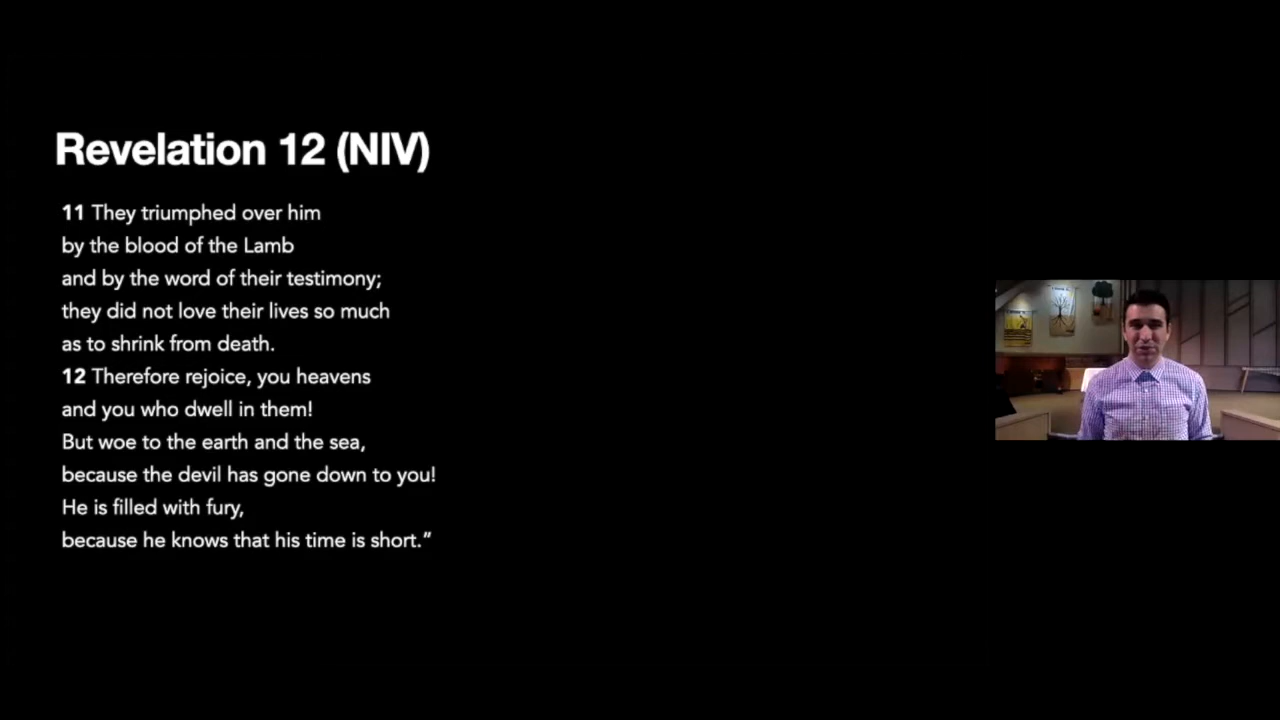 Revelation 12 (NIV)
11 They triumphed over him
by the blood of the Lamb
and by the word of their testimony;
they did not love their lives so much
as to shrink from death.
12 Therefore rejoice, you heavens
and you who dwell in them!
But woe to the earth and the sea,
because the devil has gone down to you!
He is filled with fury,
because he knows that his time is short.”